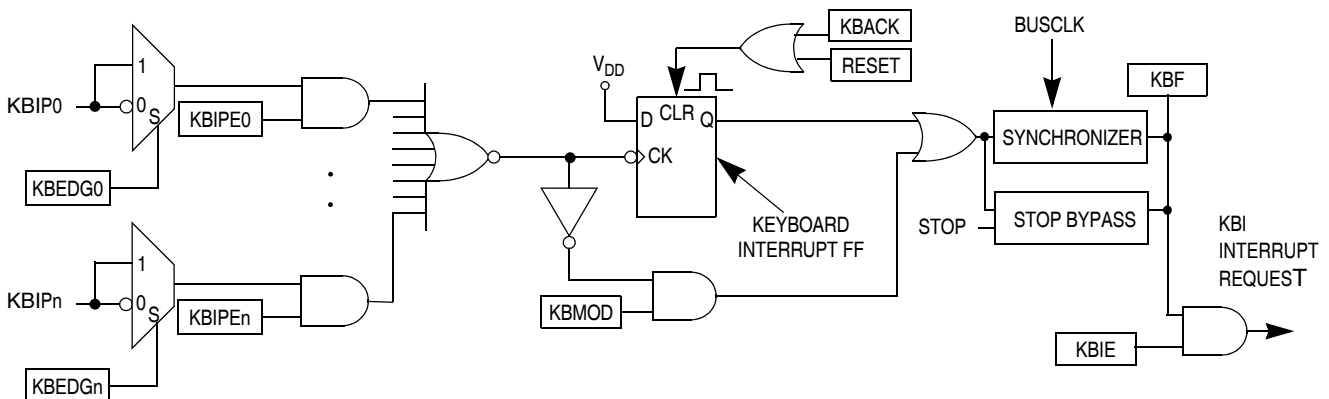 KBIP0
1
0
S
KBIPE0
KBEDG0
KBIPn
1
0
S
KBIPEn
KBEDGn
VDD
D
CLR
Q
CK
KBACK
RESET
KEYBOARD
INTERRUPT FF
KBMOD
BUSCLK
SYNCHRONIZER
KBF
STOP
STOP BYPASS
KBI
INTERRUPT
REQUEST
KBIE